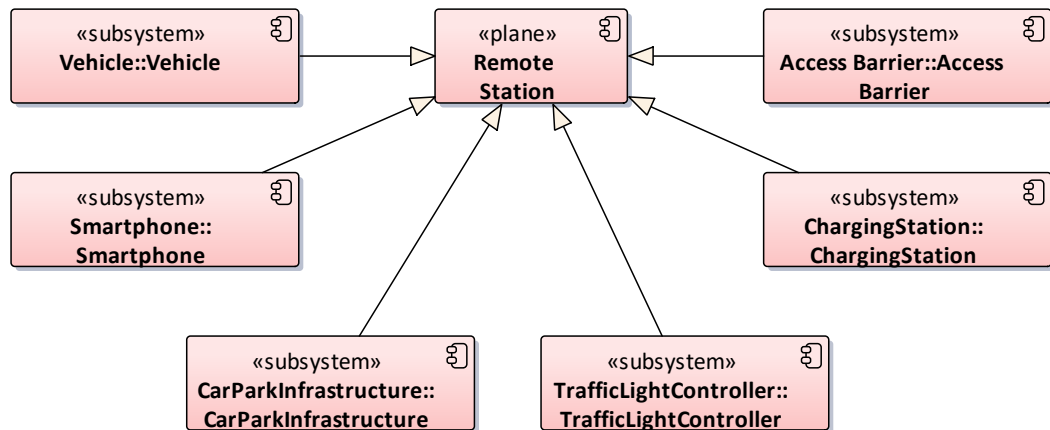 «subsystem»
Vehicle::Vehicle
«plane»
Remote
Station
«subsystem»
Access Barrier::Access
Barrier
«subsystem»
Smartphone::
Smartphone
«subsystem»
ChargingStation::
ChargingStation
«subsystem»
CarParkInfrastructure::
CarParkInfrastructure
«subsystem»
TrafficLightController::
TrafficLightController